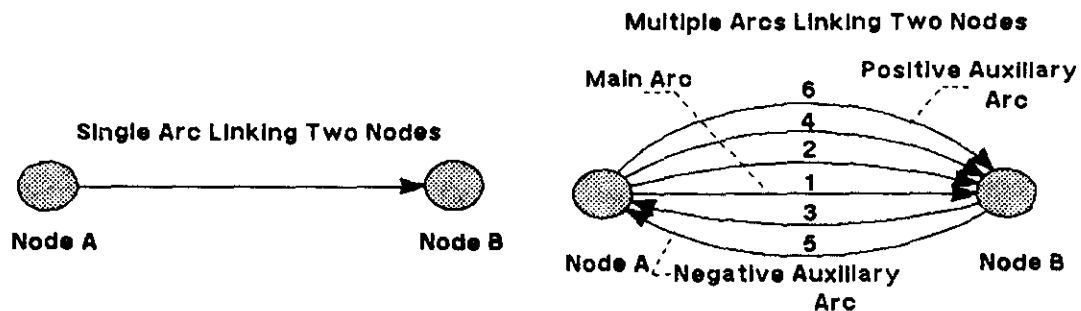 Single Arc Linking Two Nodes
Node A
Node B
Multiple Arcs Linking Two Nodes
Main Arc
Positive Auxiliary
Arc
6
4
2
1
3
5
Node A
Negative Auxiliary
Arc
Node B